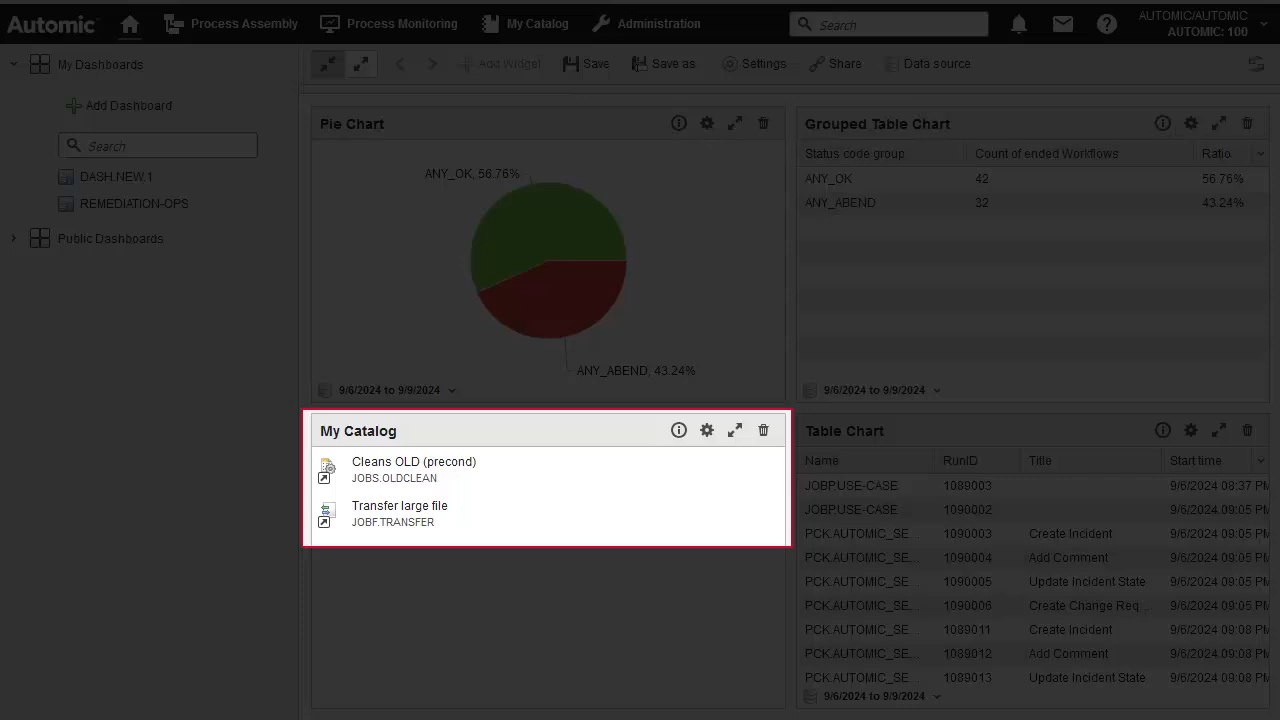 Automic
Process Assembly
Process Monitoring
My Catalog
Administration
Search
AUTOMIC/AUTOMIC
AUTOMIC: 100
My Dashboards
Add Dashboard
Search
DASH.NEW.1
REMEDIATION-OPS
Public Dashboards
Add Widget
Save
Save as
Settings
Share
Data source
Pie Chart
ANY_OK, 56.76%
ANY_ABEND, 43.24%
9/6/2024 to 9/9/2024
Grouped Table Chart
Status code group Count of ended Workflows Ratio
ANY_OK 42 56.76%
ANY_ABEND 32 43.24%
9/6/2024 to 9/9/2024
My Catalog
Cleans OLD (precond)
JOBS.OLDCLEAN
Transfer large file
JOBF.TRANSFER
Table Chart
Name RunID Title Start time
JOBP.USE-CASE 1089003 9/6/2024 08:37 PM
JOBP.USE-CASE 1090002 9/6/2024 09:05 PM
PCK.AUTOMIC_SE... 1090003 Create Incident 9/6/2024 09:05 PM
PCK.AUTOMIC_SE... 1090004 Add Comment 9/6/2024 09:05 PM
PCK.AUTOMIC_SE... 1090005 Update Incident State 9/6/2024 09:05 PM
PCK.AUTOMIC_SE... 1090006 Create Change Req... 9/6/2024 09:05 PM
PCK.AUTOMIC_SE... 1089011 Create Incident 9/6/2024 09:08 PM
PCK.AUTOMIC_SE... 1089012 Add Comment 9/6/2024 09:08 PM
PCK.AUTOMIC_SE... 1089013 Update Incident State 9/6/2024 09:08 PM
9/6/2024 to 9/9/2024